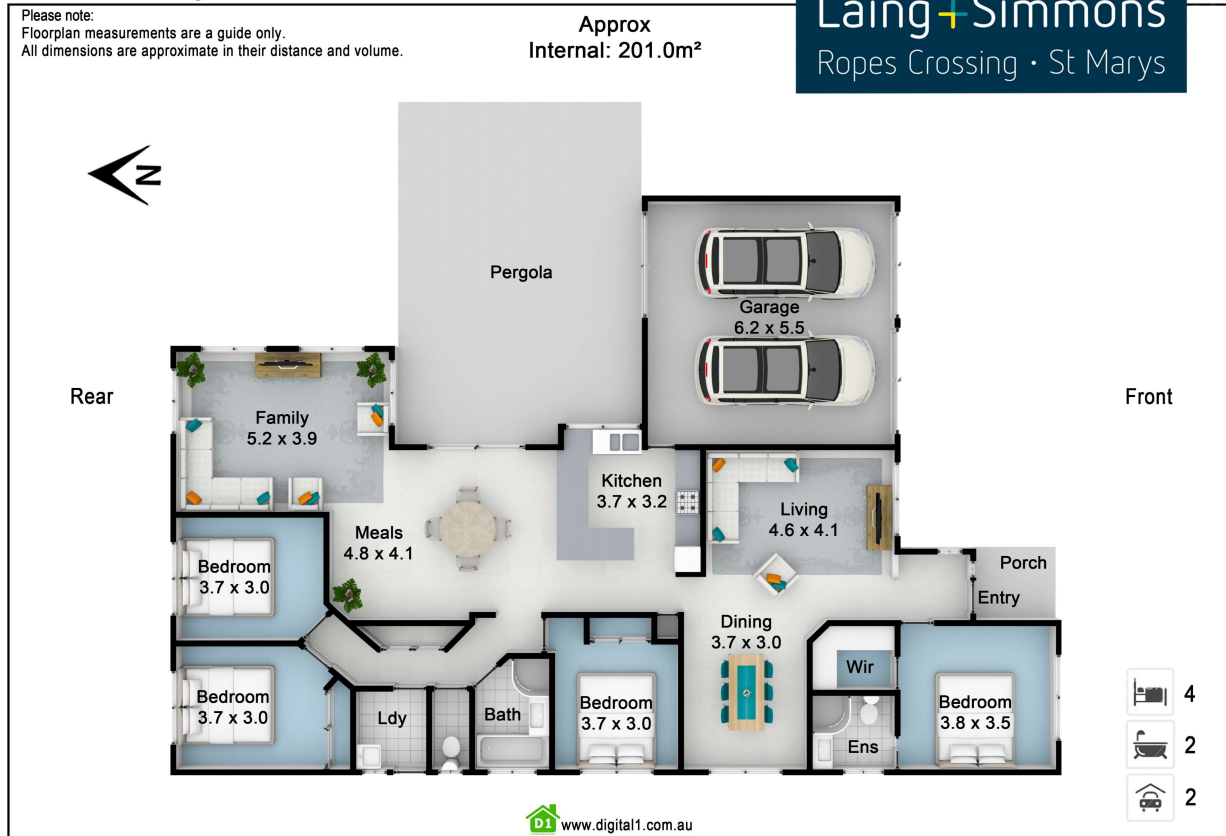 Please note:
Floorplan measurements are a guide only.
All dimensions are approximate in their distance and volume.
Approx
Internal: 201.0m²
Laing+Simmons
Ropes Crossing • St Marys
N
Pergola
Garage
6.2 x 5.5
Rear
Front
Family
5.2 x 3.9
Kitchen
3.7 x 3.2
Living
4.6 x 4.1
Meals
4.8 x 4.1
Bedroom
3.7 x 3.0
Porch
Entry
Dining
3.7 x 3.0
Wir
Bedroom
3.7 x 3.0
Ldy
Bath
Bedroom
3.7 x 3.0
Ens
Bedroom
3.8 x 3.5
4
2
2
D1 www.digital1.com.au